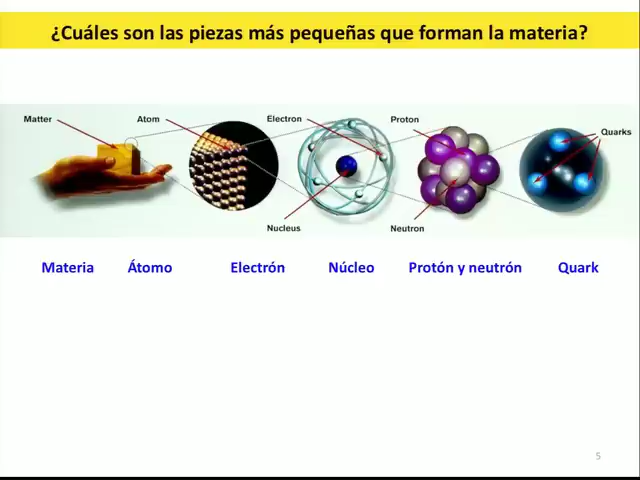 ¿Cuáles son las piezas más pequeñas que forman la materia?
Matter
Atom
Electron
Proton
Quarks
Nucleus
Neutron
Materia Átomo Electrón Núcleo Protón y neutrón Quark
5